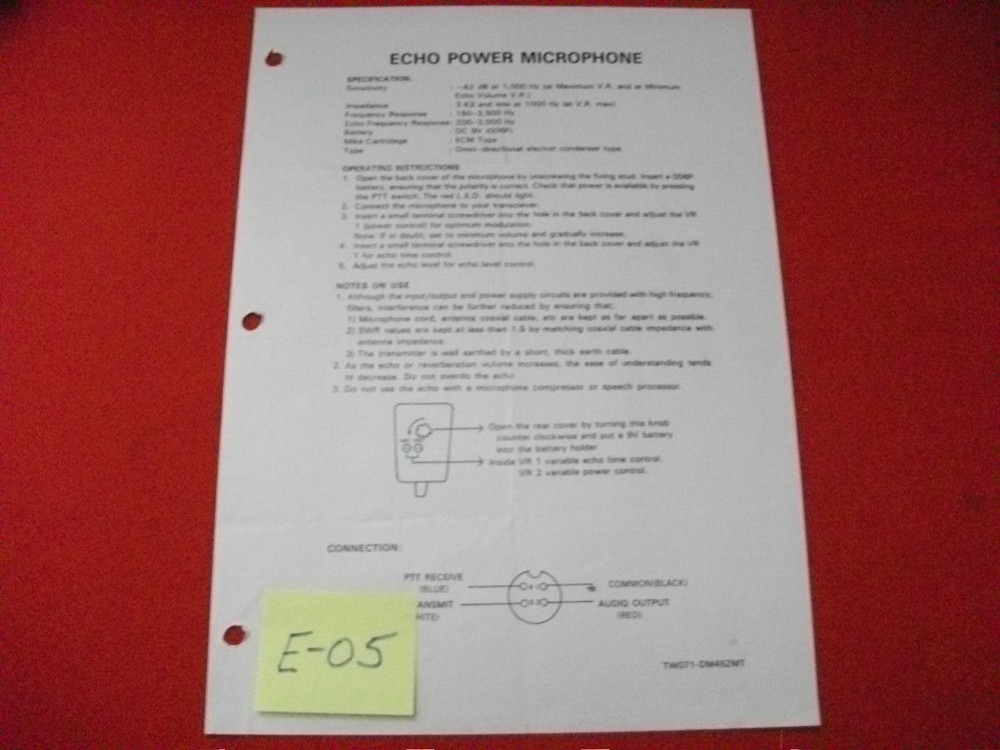 ECHO POWER MICROPHONE
SPECIFICATION:
Sensitivity : -42 dB at 1,000 Hz (at Maximum V.R. and at Minimum
Echo Volume V.R.)
Impedance : and less at 1000 Hz (at V.R. max)
Frequency Response :
Echo Frequency Response: 200-3,000 Hz
Battery : DC 9V (006P)
Mike Cartridge : ECM Type
Type : Omni-directional electret condenser type.
OPERATING INSTRUCTIONS
1. Open the back cover of the microphone by unscrewing the fixing stud. Insert a 006P
battery, ensuring that the polarity is correct. Check that power is available by pressing
the PTT switch. The red L.E.D. should light.
2. Connect the microphone to your transciever.
3. Insert a small terminal screwdriver into the hole in the back cover and adjust the VR
1 (power control) for optimum modulation.
Note: If in doubt, set to minimum volume and gradually increase.
4. Insert a small terminal screwdriver into the hole in the back cover and adjust the VR
1 for echo time control.
5. Adjust the echo level for echo level control.
NOTES ON USE
1. Although the input/output and power supply circuits are provided with high frequency,
filters, interference can be further reduced by ensuring that;
1) Microphone cord, antenna coaxial cable, etc are kept as far apart as possible.
2) SWR values are kept at less than 1.5 by matching coaxial cable impedance with
antenna impedance.
3) The transmitter is well earthed by a short, thick earth cable.
2. As the echo or reverberation volume increases, the ease of understanding tends
to decrease. Do not overdo the echo.
3. Do not use the echo with a microphone compressor or speech processor.
Open the rear cover by turning this knob
counter clockwise and put a 9V battery
into the battery holder.
Inside VR 1 variable echo time control.
VR 2 variable power control.
CONNECTION:
PTT RECEIVE
(BLUE)
COMMON(BLACK)
ANSMIT
HITE)
AUDIO OUTPUT
(RED)
E-05
TW071-DM452MT